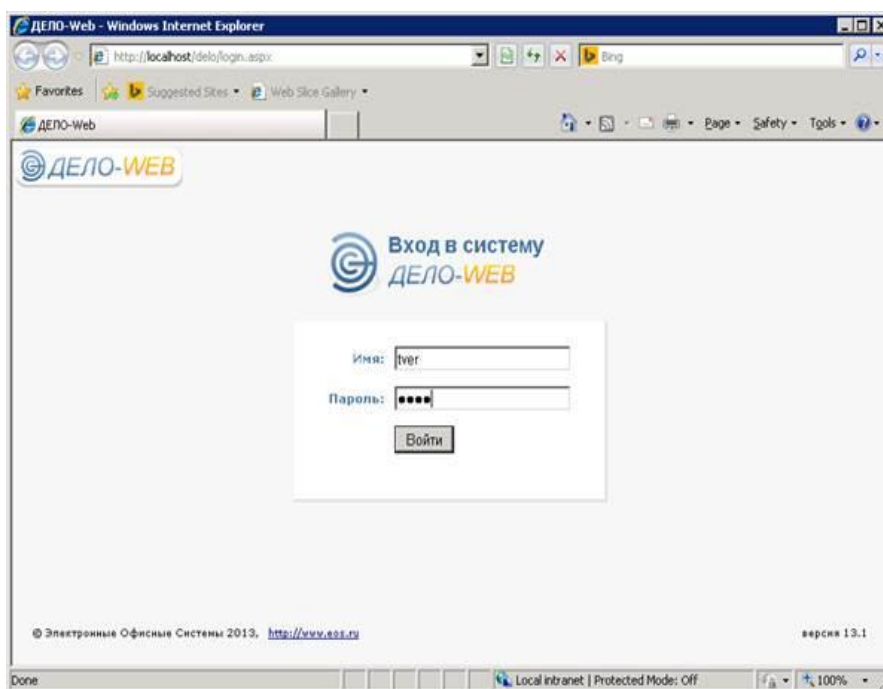 ДЕЛО-Web - Windows Internet Explorer
http://localhost/delo/login.aspx
Bing
Favorites Suggested Sites Web Slice Gallery
ДЕЛО-Web
Page Safety Tools
ДЕЛО-WEB
Вход в систему
ДЕЛО-WEB
Имя: tver
Пароль: ••••
Войти
© Электронные Офисные Системы 2013, http://www.eos.ru
версия 13.1
Done
Local intranet | Protected Mode: Off
100%